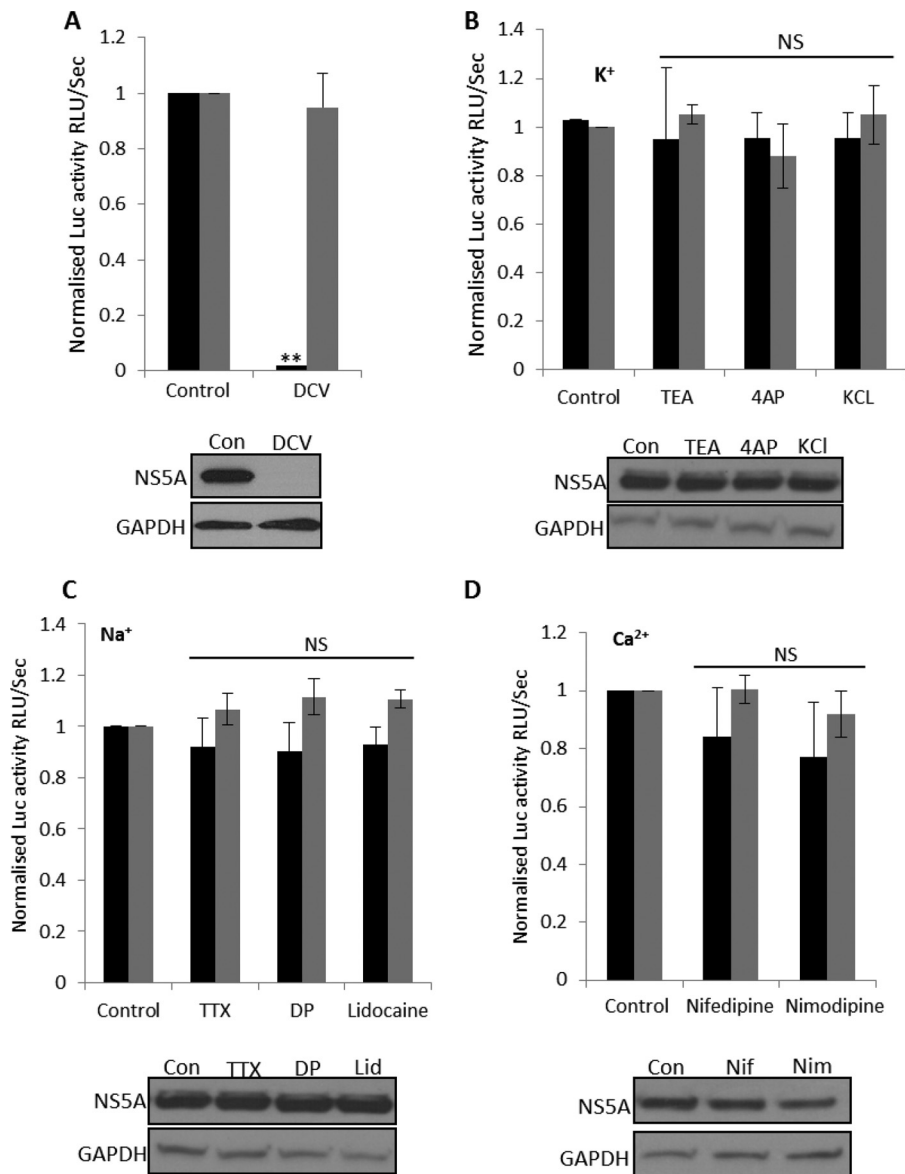 A
Normalised Luc activity RLU/Sec
1.2
1
0.8
0.6
0.4
0.2
0
**
Control DCV
Con DCV
NS5A
GAPDH
B
Normalised Luc activity RLU/Sec
1.4
1.2
1
0.8
0.6
0.4
0.2
0
K⁺
NS
Control TEA 4AP KCL
Con TEA 4AP KCl
NS5A
GAPDH
C
Normalised Luc activity RLU/Sec
1.4
1.2
1
0.8
0.6
0.4
0.2
0
Na⁺
NS
Control TTX DP Lidocaine
Con TTX DP Lid
NS5A
GAPDH
D
Normalised Luc activity RLU/Sec
1.2
1
0.8
0.6
0.4
0.2
0
Ca²⁺
NS
Control Nifedipine Nimodipine
Con Nif Nim
NS5A
GAPDH